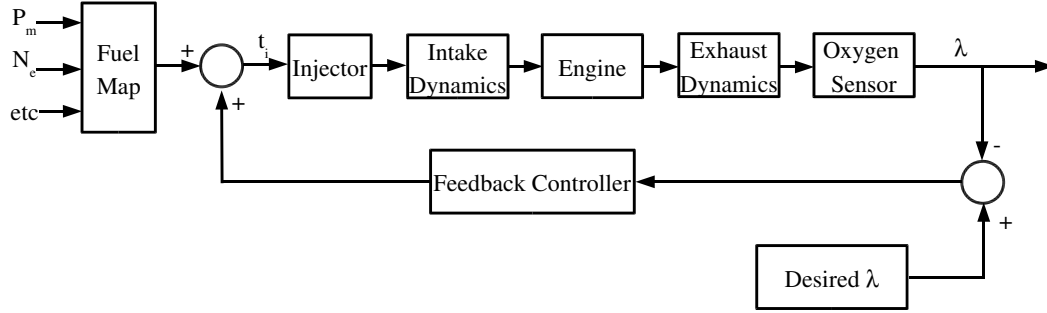 P_m
N_e
etc
Fuel
Map
+
+
t_i
Injector
Intake
Dynamics
Engine
Exhaust
Dynamics
Oxygen
Sensor
λ
-
+
Feedback Controller
Desired λ